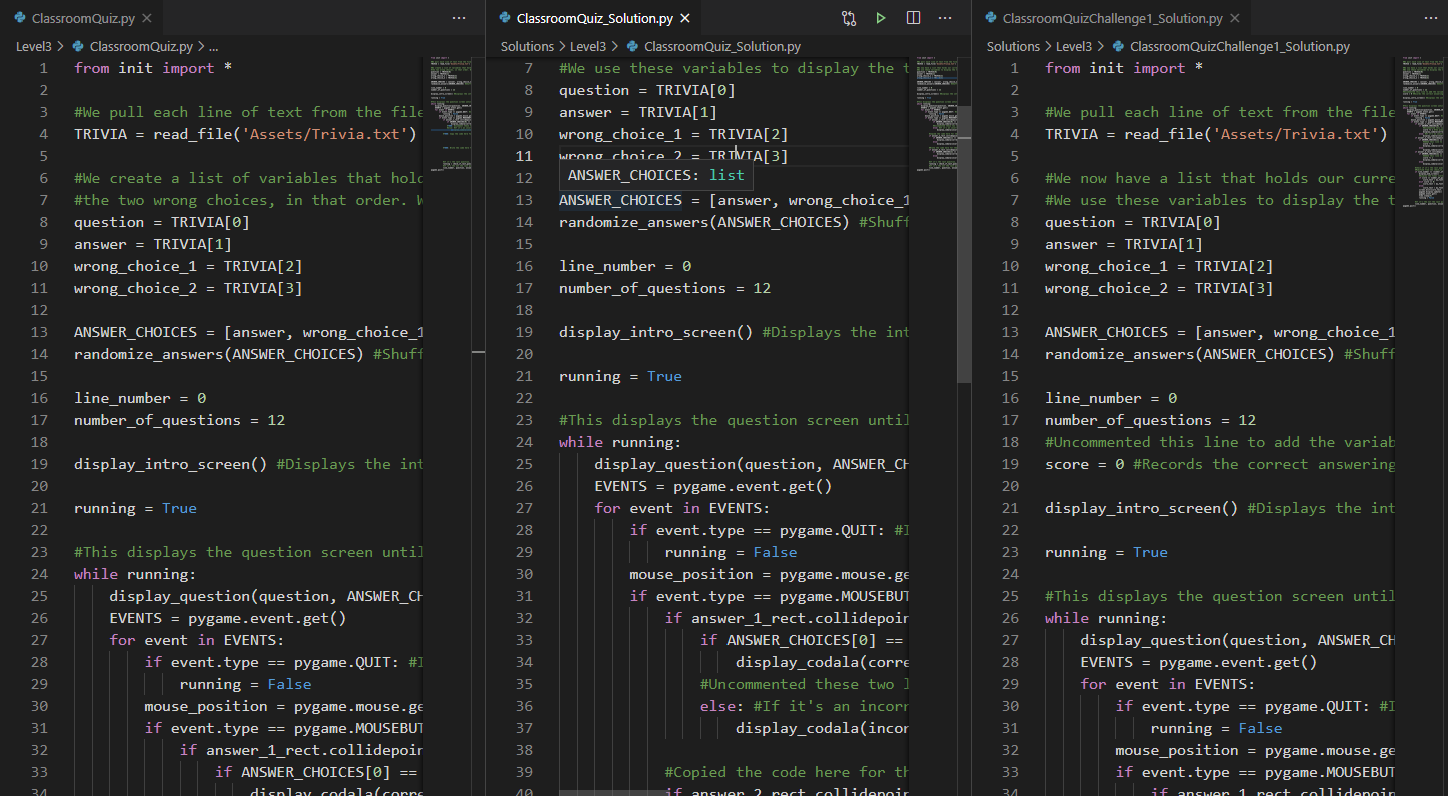 ClassroomQuiz.py
Level3 > ClassroomQuiz.py > ...
1 from init import *
2
3 #We pull each line of text from the file
4 TRIVIA = read_file('Assets/Trivia.txt')
5
6 #We create a list of variables that hold
7 #the two wrong choices, in that order. W
8 question = TRIVIA[0]
9 answer = TRIVIA[1]
10 wrong_choice_1 = TRIVIA[2]
11 wrong_choice_2 = TRIVIA[3]
12
13 ANSWER_CHOICES = [answer, wrong_choice_1
14 randomize_answers(ANSWER_CHOICES) #Shuff
15
16 line_number = 0
17 number_of_questions = 12
18
19 display_intro_screen() #Displays the int
20
21 running = True
22
23 #This displays the question screen until
24 while running:
25 display_question(question, ANSWER_CH
26 EVENTS = pygame.event.get()
27 for event in EVENTS:
28 if event.type == pygame.QUIT: #I
29 running = False
30 mouse_position = pygame.mouse.ge
31 if event.type == pygame.MOUSEBUT
32 if answer_1_rect.collidepoin
33 if ANSWER_CHOICES[0] ==
34 display_codala(corre
ClassroomQuiz_Solution.py
Solutions > Level3 > ClassroomQuiz_Solution.py
7 #We use these variables to display the t
8 question = TRIVIA[0]
9 answer = TRIVIA[1]
10 wrong_choice_1 = TRIVIA[2]
11 wrong_choice_2 = TRIVIA[3]
12 ANSWER_CHOICES: list
13 ANSWER_CHOICES = [answer, wrong_choice_1
14 randomize_answers(ANSWER_CHOICES) #Shuff
15
16 line_number = 0
17 number_of_questions = 12
18
19 display_intro_screen() #Displays the int
20
21 running = True
22
23 #This displays the question screen until
24 while running:
25 display_question(question, ANSWER_CH
26 EVENTS = pygame.event.get()
27 for event in EVENTS:
28 if event.type == pygame.QUIT: #I
29 running = False
30 mouse_position = pygame.mouse.ge
31 if event.type == pygame.MOUSEBUT
32 if answer_1_rect.collidepoin
33 if ANSWER_CHOICES[0] ==
34 display_codala(corre
35 #Uncommented these two l
36 else: #If it's an incorr
37 display_codala(incor
38
39 #Copied the code here for th
40 if answer_2_rect.collidepoin
ClassroomQuizChallenge1_Solution.py
Solutions > Level3 > ClassroomQuizChallenge1_Solution.py
1 from init import *
2
3 #We pull each line of text from the file
4 TRIVIA = read_file('Assets/Trivia.txt')
5
6 #We now have a list that holds our curre
7 #We use these variables to display the t
8 question = TRIVIA[0]
9 answer = TRIVIA[1]
10 wrong_choice_1 = TRIVIA[2]
11 wrong_choice_2 = TRIVIA[3]
12
13 ANSWER_CHOICES = [answer, wrong_choice_1
14 randomize_answers(ANSWER_CHOICES) #Shuff
15
16 line_number = 0
17 number_of_questions = 12
18 #Uncommented this line to add the variab
19 score = 0 #Records the correct answering
20
21 display_intro_screen() #Displays the int
22
23 running = True
24
25 #This displays the question screen until
26 while running:
27 display_question(question, ANSWER_CH
28 EVENTS = pygame.event.get()
29 for event in EVENTS:
30 if event.type == pygame.QUIT: #I
31 running = False
32 mouse_position = pygame.mouse.ge
33 if event.type == pygame.MOUSEBUT
34 if answer_1_rect.collidepoin